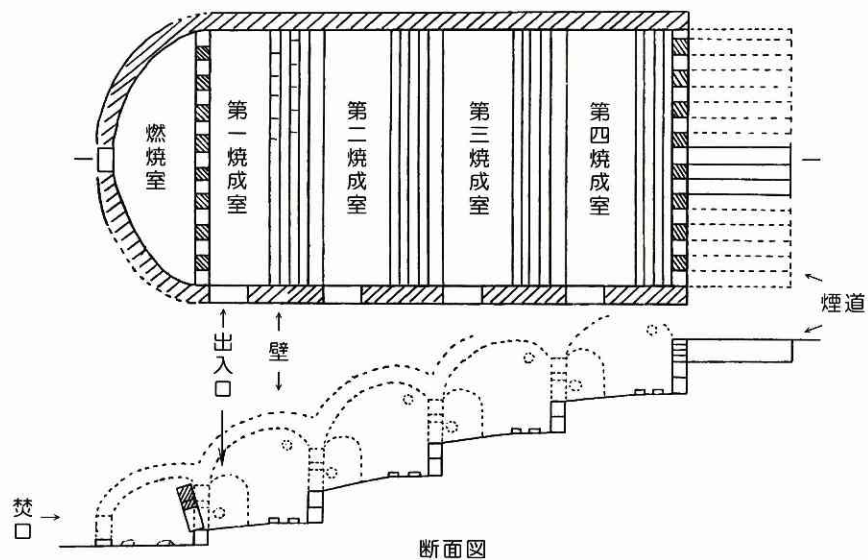 燃焼室
第一焼成室
第二焼成室
第三焼成室
第四焼成室
煙道
出入口
壁
焚口
断面図